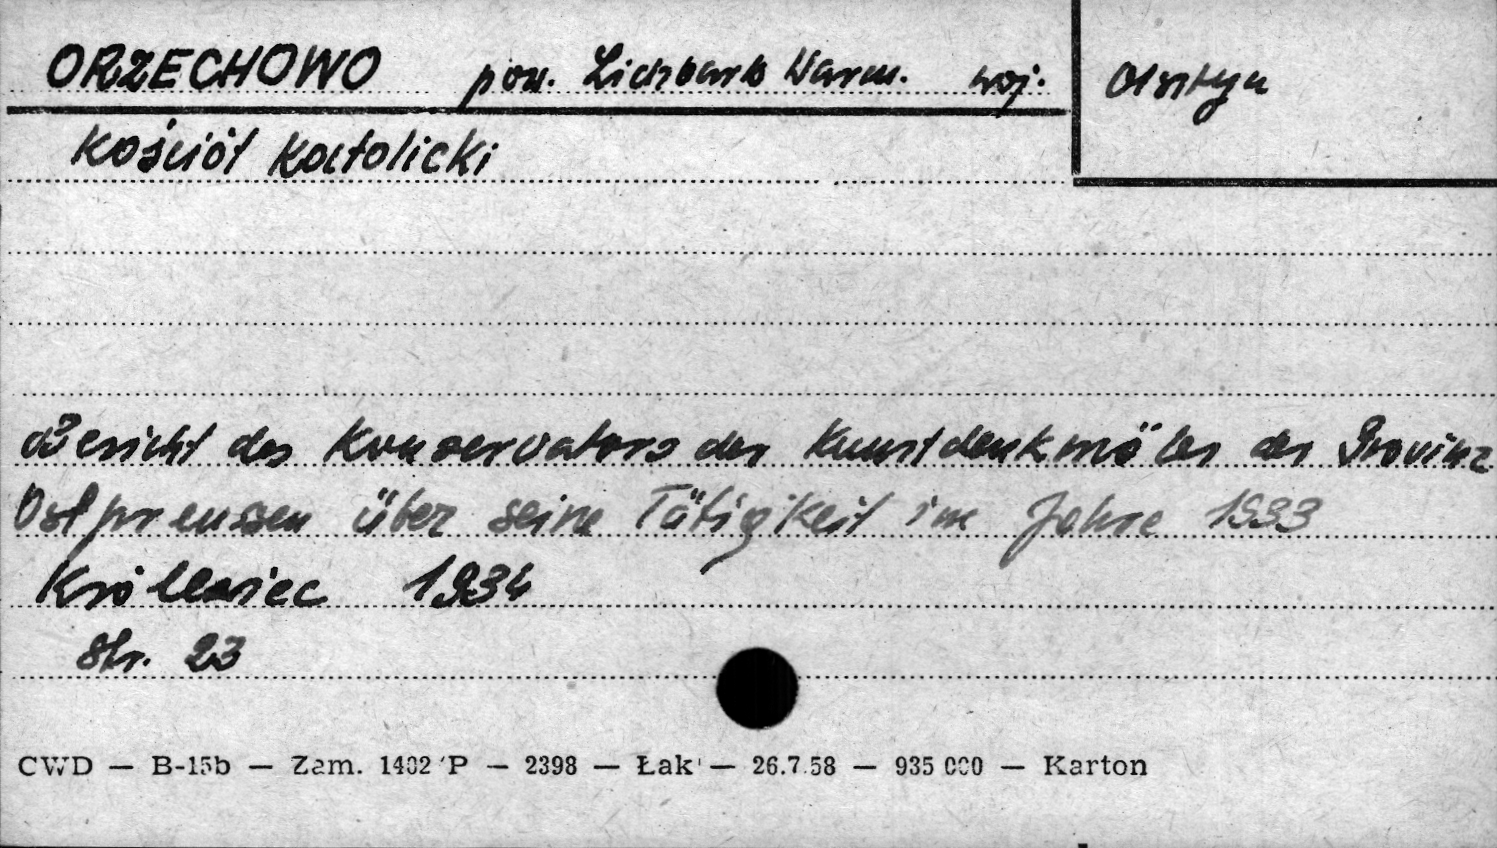 ORZECHOWO pow. Lidzbark Warm. woj. Olsztyn
Kościół Katolicki
Bericht des Konservators der Kunstdenkmäler der Provinz
Ostpreussen über seine Tätigkeit im Jahre 1933
Królewiec 1934
Str. 23
CWD — B-15b — Zam. 1402/P — 2398 — Łak — 26.7.58 — 935 000 — Karton